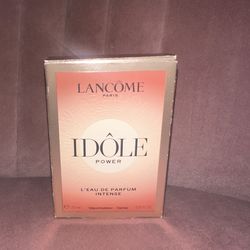 LANCÔME
PARIS
IDÔLE
POWER
L'EAU DE PARFUM
INTENSE